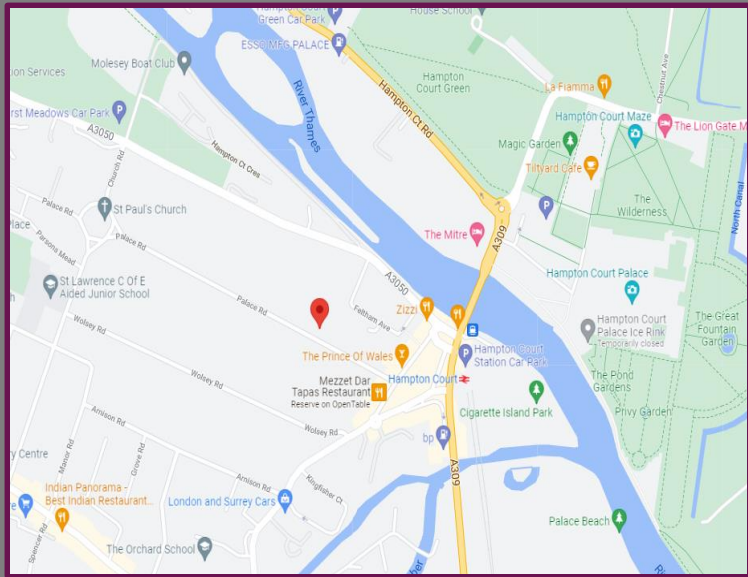 Green Car Park
House School
ESSO MFG PALACE
Molesey Boat Club
on Services
Hampton
Court Green
La Fiamma
Chestnut Ave
Hampton Court Maze
The Lion Gate M
Hampton Ct Rd
River Thames
rst Meadows Car Park
A3050
Magic Garden
Tiltyard Cafe
Church Rd
Hampton Ct Cres
The
Wilderness
North Canal
Palace Rd
St Paul's Church
Place
Parsons Mead
Palace Rd
The Mitre
A309
Hampton Court Palace
St Lawrence C Of E
Aided Junior School
Wolsey Rd
Palace Rd
Feltham Ave
A3050
Zizzi
Hampton Court
Palace Ice Rink
Temporarily closed
The Great
Fountain
Garden
The Prince Of Wales
Hampton Court
Station Car Park
Mezzet Dar
Tapas Restaurant
Reserve on OpenTable
Hampton Court
The Pond
Gardens
Privy Garden
Cigarette Island Park
Wolsey Rd
Wolsey Rd
Arnison Rd
Manor Rd
Grove Rd
bp
ry Centre
Arnison Rd
Kingfisher Ct
A309
Indian Panorama -
Best Indian Restaurant...
London and Surrey Cars
Palace Beach
Spencer Rd
The Orchard School
ber